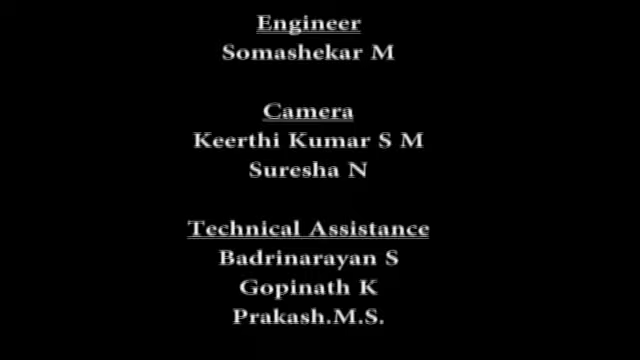 Engineer
Somashekar M
Camera
Keerthi Kumar S M
Suresha N
Technical Assistance
Badrinarayan S
Gopinath K
Prakash.M.S.